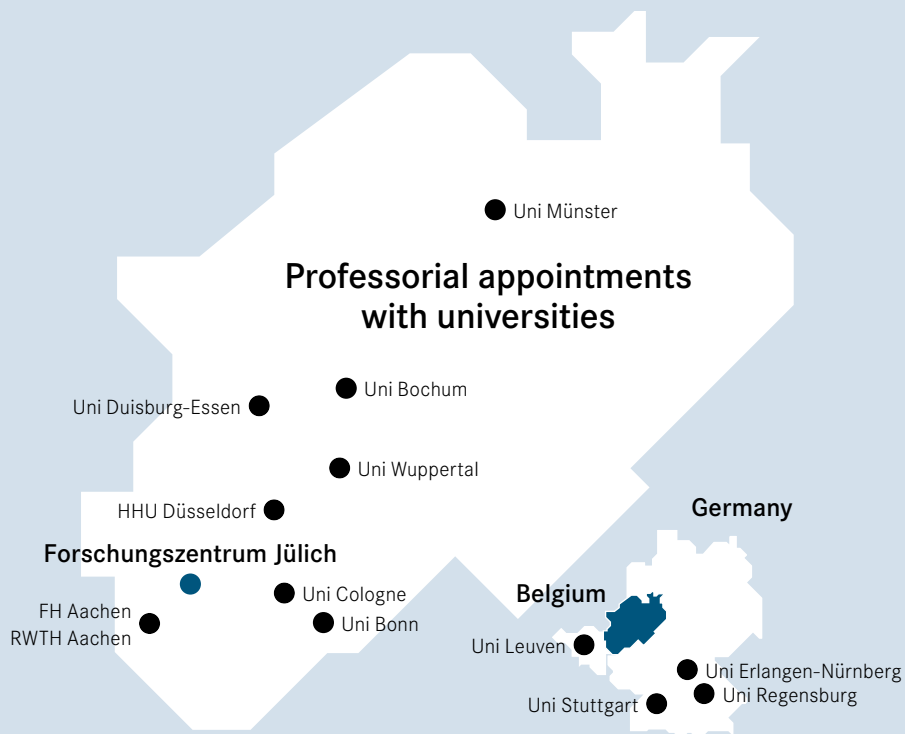 Uni Münster
Professorial appointments
with universities
Uni Bochum
Uni Duisburg-Essen
Uni Wuppertal
HHU Düsseldorf
Forschungszentrum Jülich
Uni Cologne
FH Aachen
RWTH Aachen
Uni Bonn
Germany
Belgium
Uni Leuven
Uni Erlangen-Nürnberg
Uni Regensburg
Uni Stuttgart